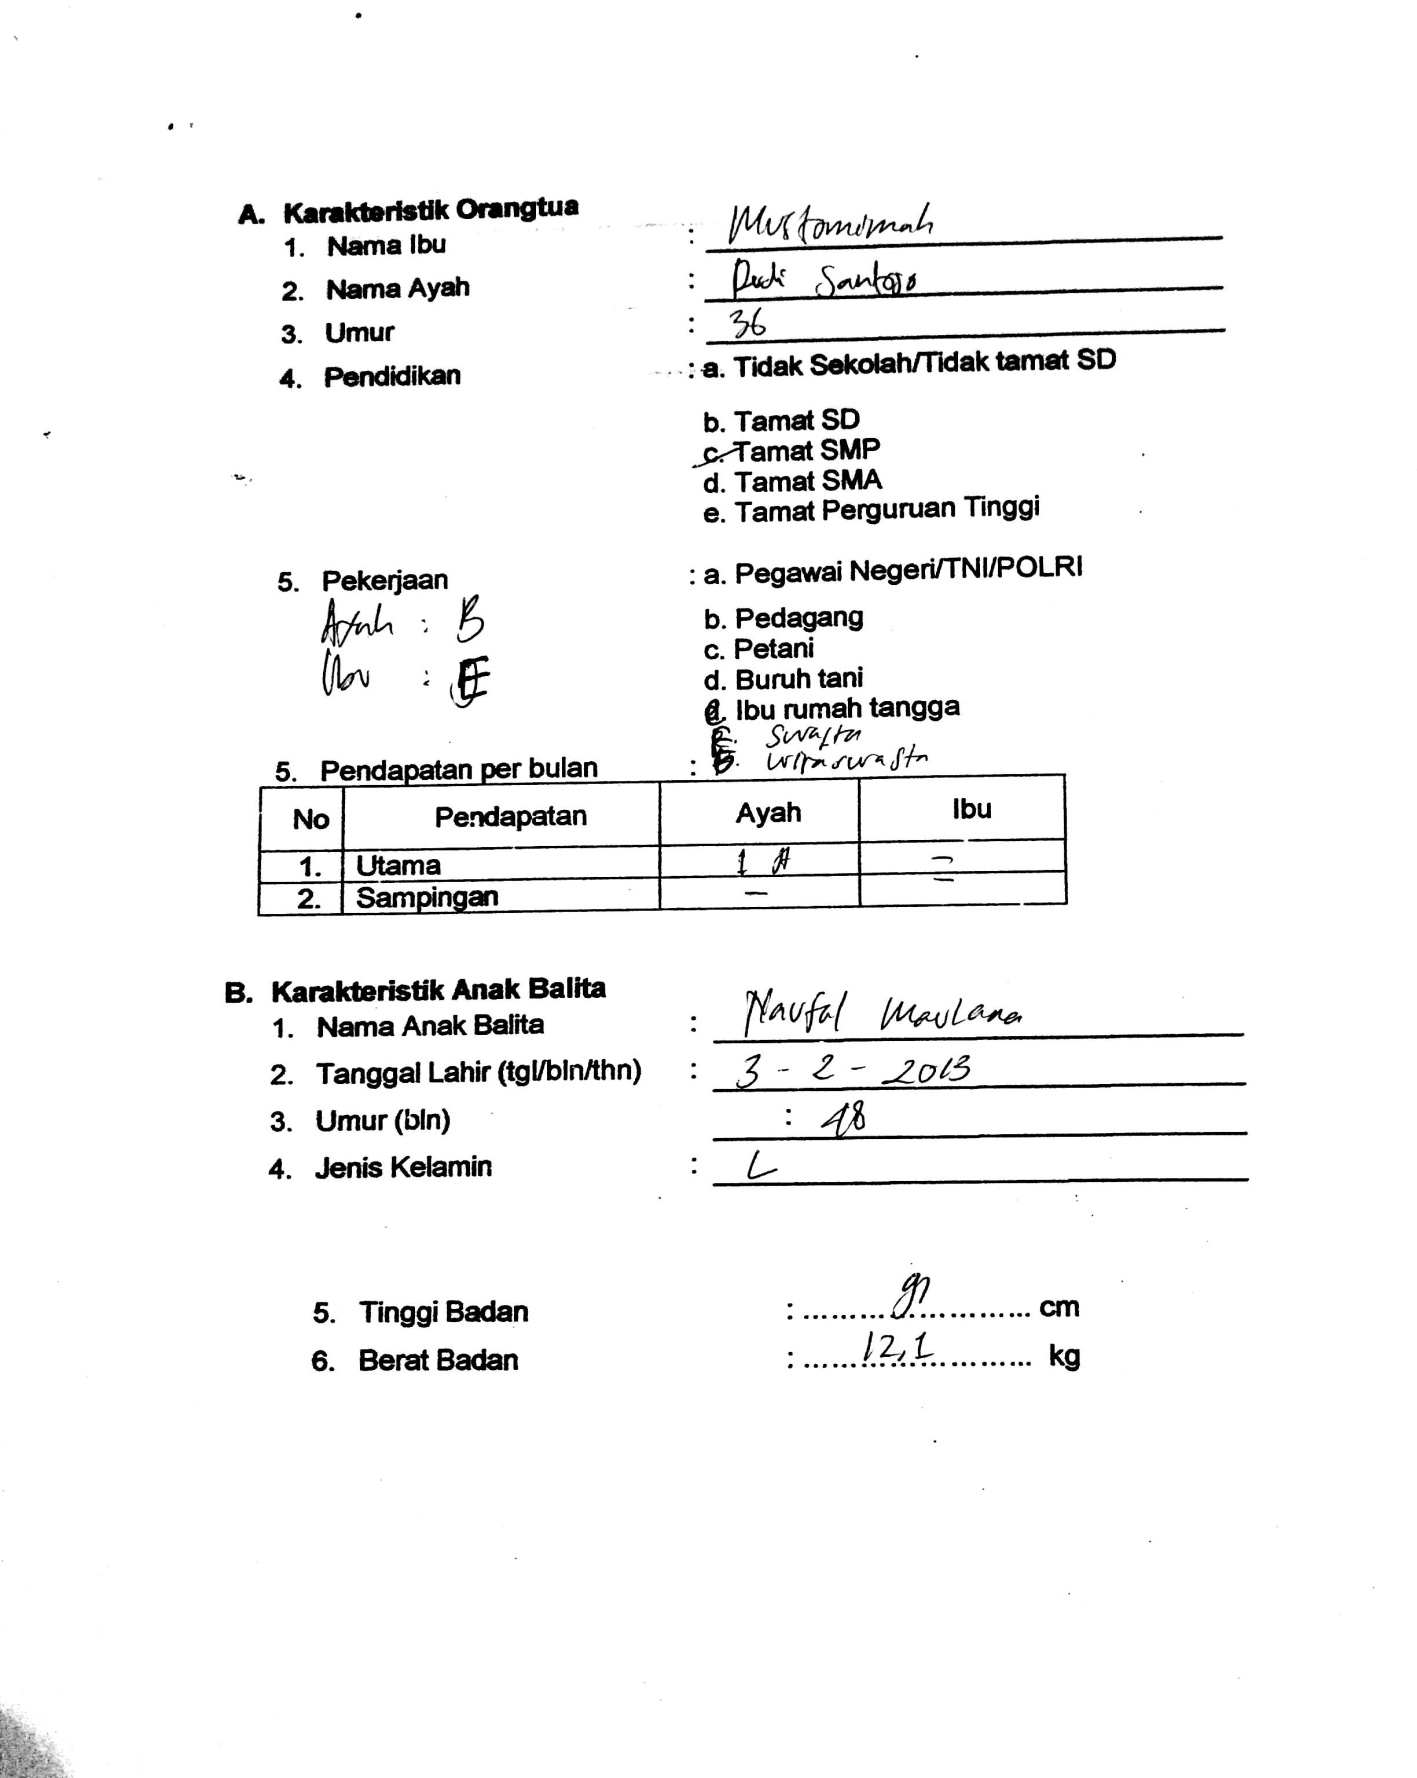 A. Karakteristik Orangtua
1. Nama Ibu : Mustomimah
2. Nama Ayah : Dedi Santoso
3. Umur : 36
4. Pendidikan : a. Tidak Sekolah/Tidak tamat SD
b. Tamat SD
c. Tamat SMP
d. Tamat SMA
e. Tamat Perguruan Tinggi
5. Pekerjaan : a. Pegawai Negeri/TNI/POLRI
Ayah : B b. Pedagang
c. Petani
Ibu : E d. Buruh tani
e. Ibu rumah tangga
Swasta
5. Pendapatan per bulan : wiraswasta
No Pendapatan Ayah Ibu
1. Utama 1 –
2. Sampingan – –
B. Karakteristik Anak Balita
1. Nama Anak Balita : Naufal Maulana
2. Tanggal Lahir (tgl/bln/thn) : 3 - 2 - 2013
3. Umur (bln) : 48
4. Jenis Kelamin : L
5. Tinggi Badan : ............ cm
6. Berat Badan : 12,1 kg